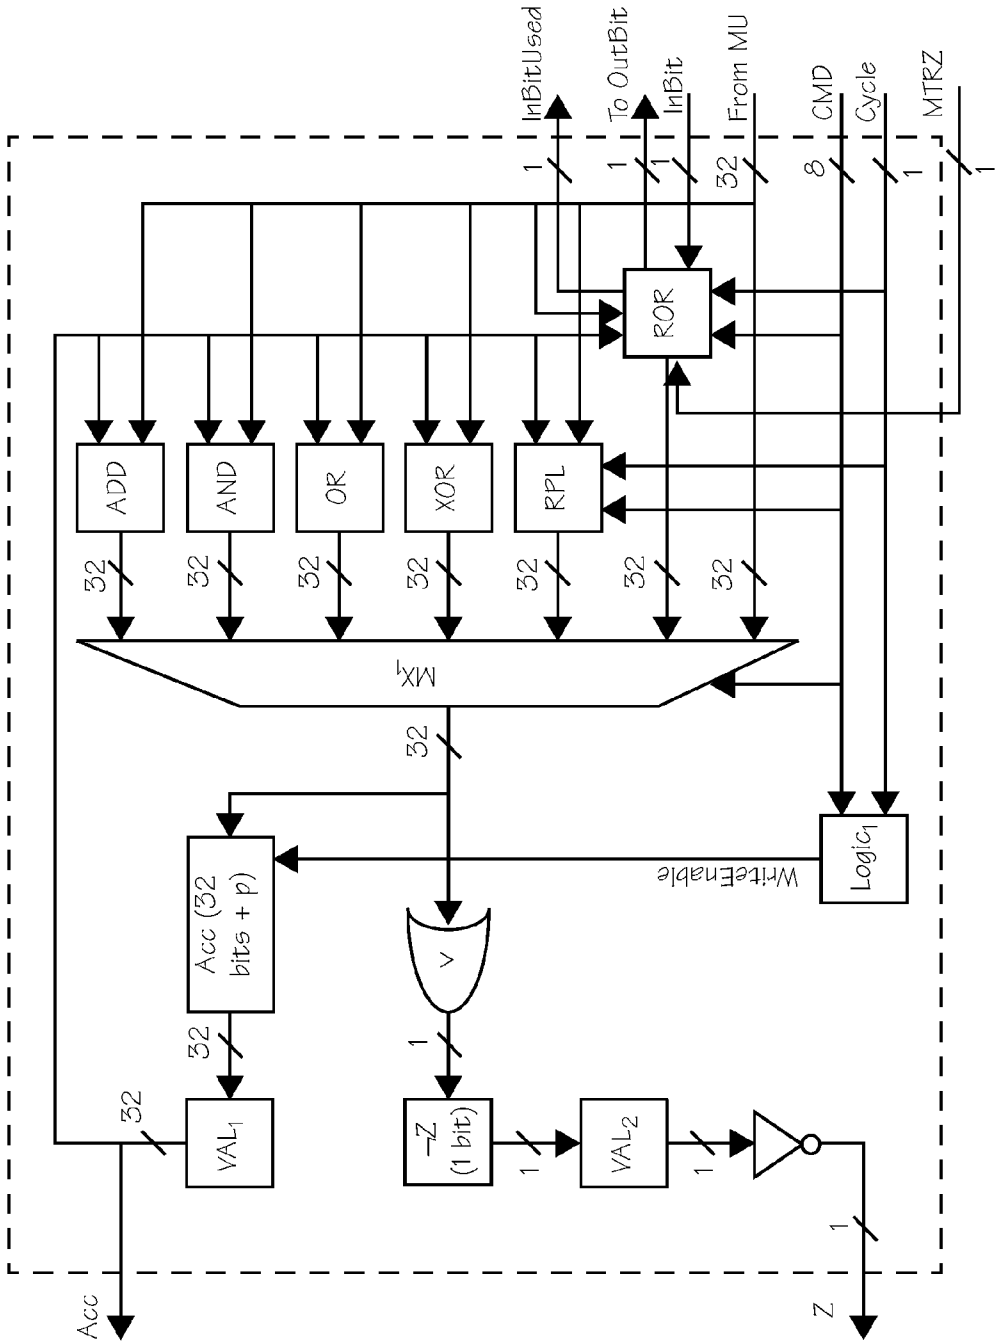 InBitUsed
To OutBit
InBit
From MU
CMD
Cycle
MTRZ
1
1
1
32
8
1
1
ROR
ADD
AND
OR
XOR
RPL
32
32
32
32
32
32
32
MX1
32
Acc (32
bits + p)
WriteEnable
Logic1
v
32
1
32
VAL1
¬Z
(1 bit)
1
VAL2
1
1
Acc
Z